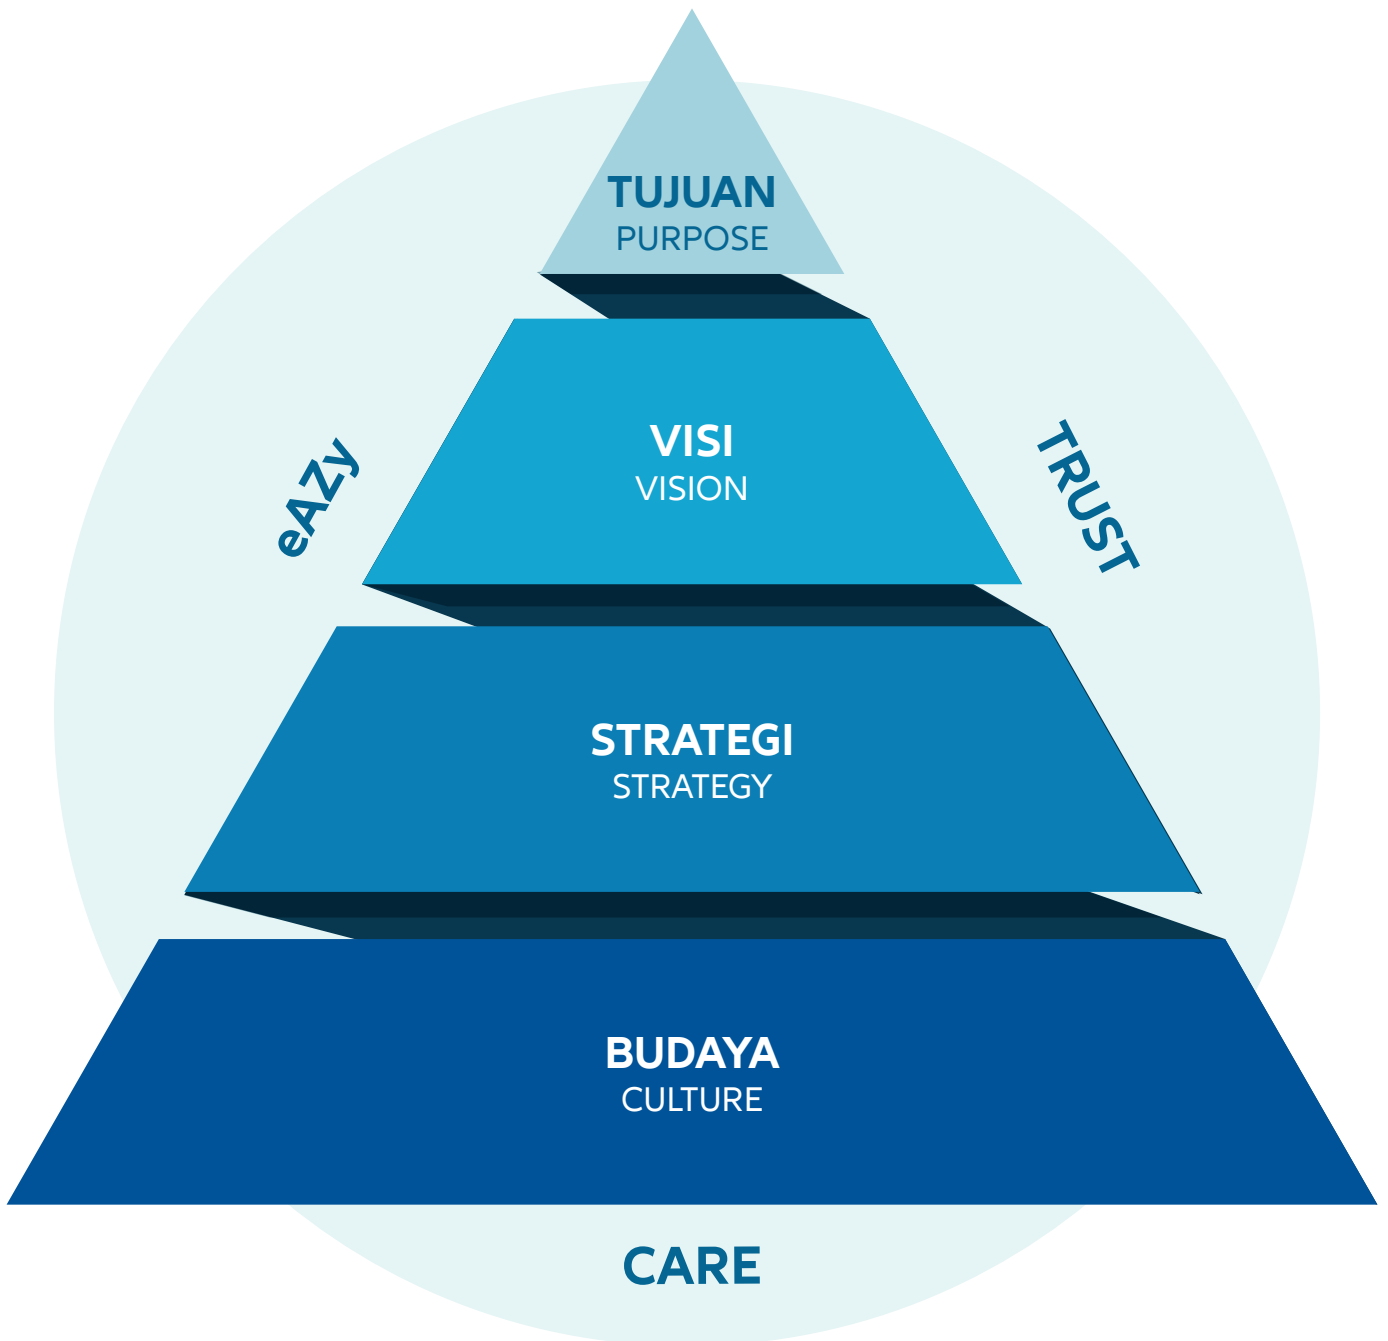 TUJUAN
PURPOSE
VISI
VISION
eAZy
TRUST
STRATEGI
STRATEGY
BUDAYA
CULTURE
CARE